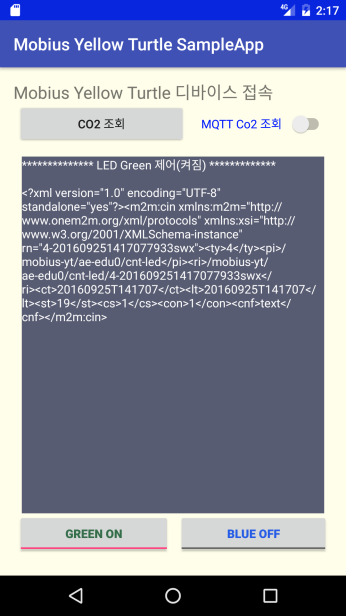 4G 2:17
Mobius Yellow Turtle SampleApp
Mobius Yellow Turtle 디바이스 접속
CO2 조회 MQTT Co2 조회
************** LED Green 제어(켜짐) *************
<?xml version="1.0" encoding="UTF-8"
standalone="yes"?><m2m:cin xmlns:m2m="http://
www.onem2m.org/xml/protocols" xmlns:xsi="http://
www.w3.org/2001/XMLSchema-instance"
rn="4-201609251417077933swx"><ty>4</ty><pi>/
mobius-yt/ae-edu0/cnt-led</pi><ri>/mobius-yt/
ae-edu0/cnt-led/4-201609251417077933swx</
ri><ct>20160925T141707</ct><lt>20160925T141707</
lt><st>19</st><cs>1</cs><con>1</con><cnf>text</
cnf></m2m:cin>
GREEN ON BLUE OFF